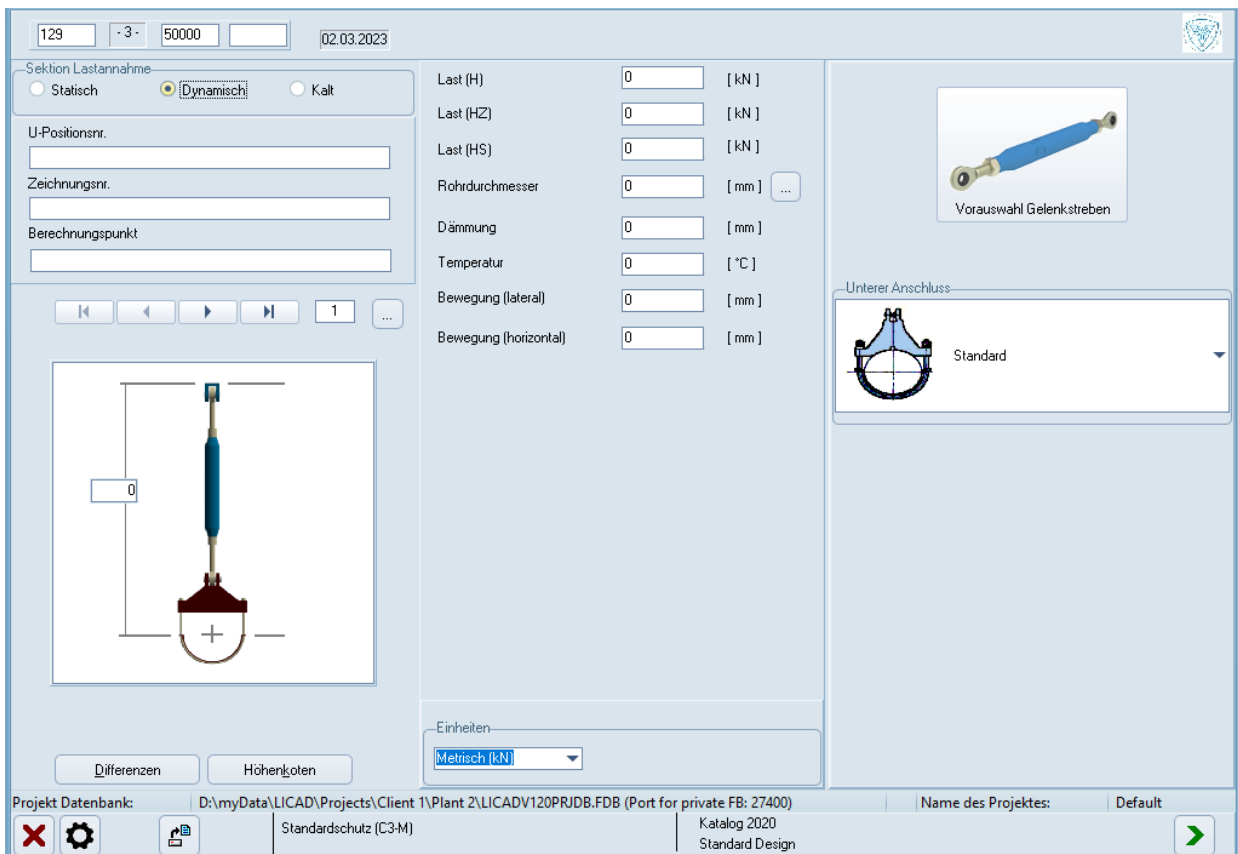 129 - 3 - 50000 02.03.2023
Sektion Lastannahme
Statisch Dynamisch Kalt
U-Positionsnr.
Zeichnungsnr.
Berechnungspunkt
1 ...
0
Differenzen Höhenkoten
Last (H) 0 [ kN ]
Last (HZ) 0 [ kN ]
Last (HS) 0 [ kN ]
Rohrdurchmesser 0 [ mm ] ...
Dämmung 0 [ mm ]
Temperatur 0 [ °C ]
Bewegung (lateral) 0 [ mm ]
Bewegung (horizontal) 0 [ mm ]
Einheiten
Metrisch (kN)
Vorauswahl Gelenkstreben
Unterer Anschluss
Standard
Projekt Datenbank: D:\myData\LICAD\Projects\Client 1\Plant 2\LICADV120PRJDB.FDB (Port for private FB: 27400) Name des Projektes: Default
Standardschutz (C3-M)
Katalog 2020
Standard Design